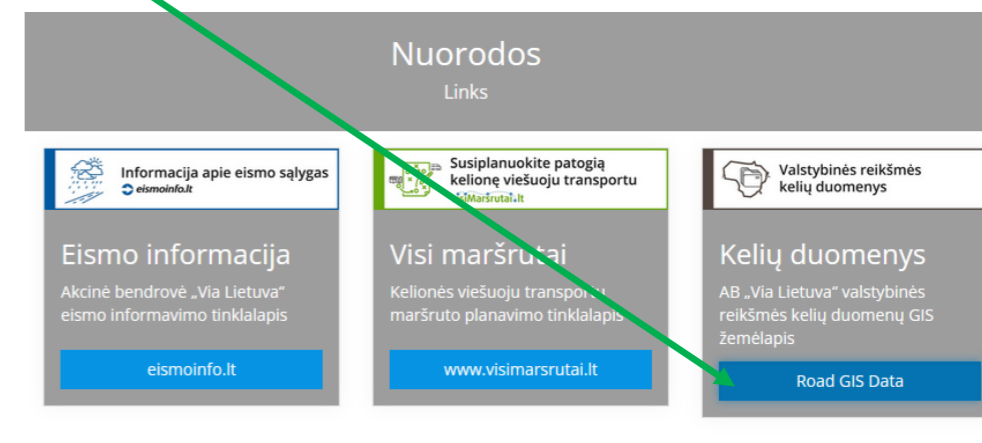 Nuorodos
Links
Informacija apie eismo sąlygas
eismoinfo.lt
Eismo informacija
Akcinė bendrovė „Via Lietuva“
eismo informavimo tinklalapis
eismoinfo.lt
Susiplanuokite patogią
kelionę viešuoju transportu
visiMaršrutai.lt
Visi maršrutai
Kelionės viešuoju transportu
maršruto planavimo tinklalapis
www.visimarsrutai.lt
Valstybinės reikšmės
kelių duomenys
Kelių duomenys
AB „Via Lietuva“ valstybinės
reikšmės kelių duomenų GIS
žemėlapis
Road GIS Data